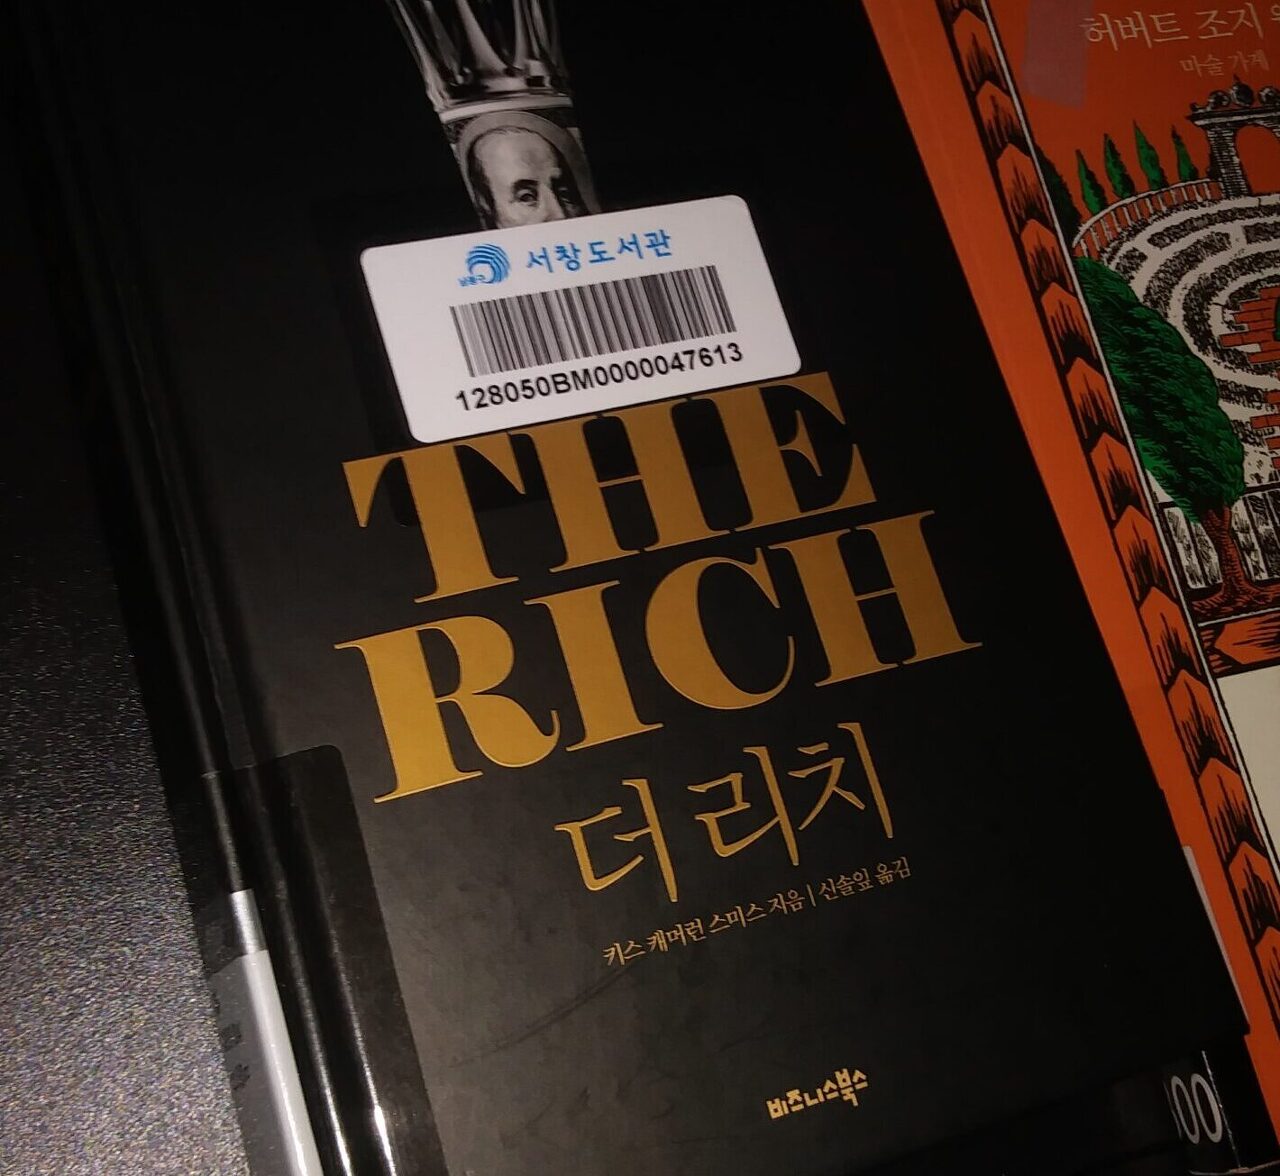 서창도서관
128050BM0000047613
THE
RICH
더 리치
키스 캐머런 스미스 지음 | 신솔잎 옮김
비즈니스북스
허버트 조지
마술 가게
00